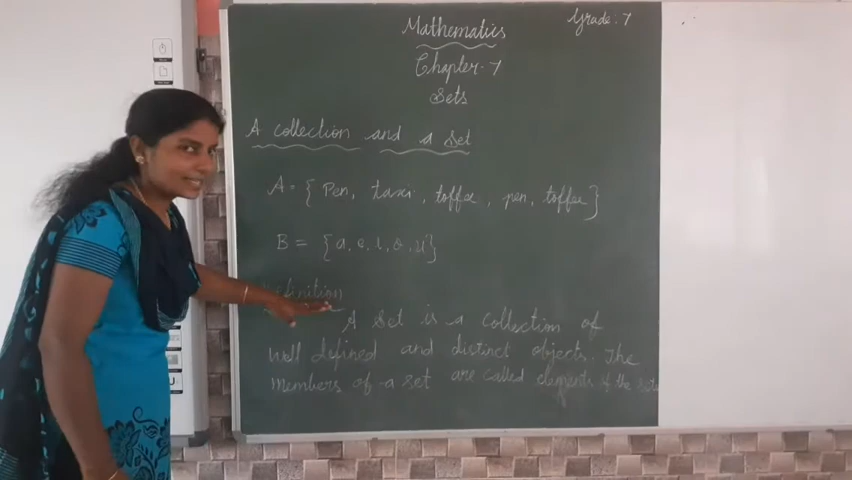 Mathematics
Grade: 7
Chapter - 7
Sets
A collection and a Set
A = { Pen, taxi, toffee, pen, toffee }
B = { a, e, i, o, u }
Definition
A Set is a collection of
well defined and distinct objects. The
members of a set are called elements of the set